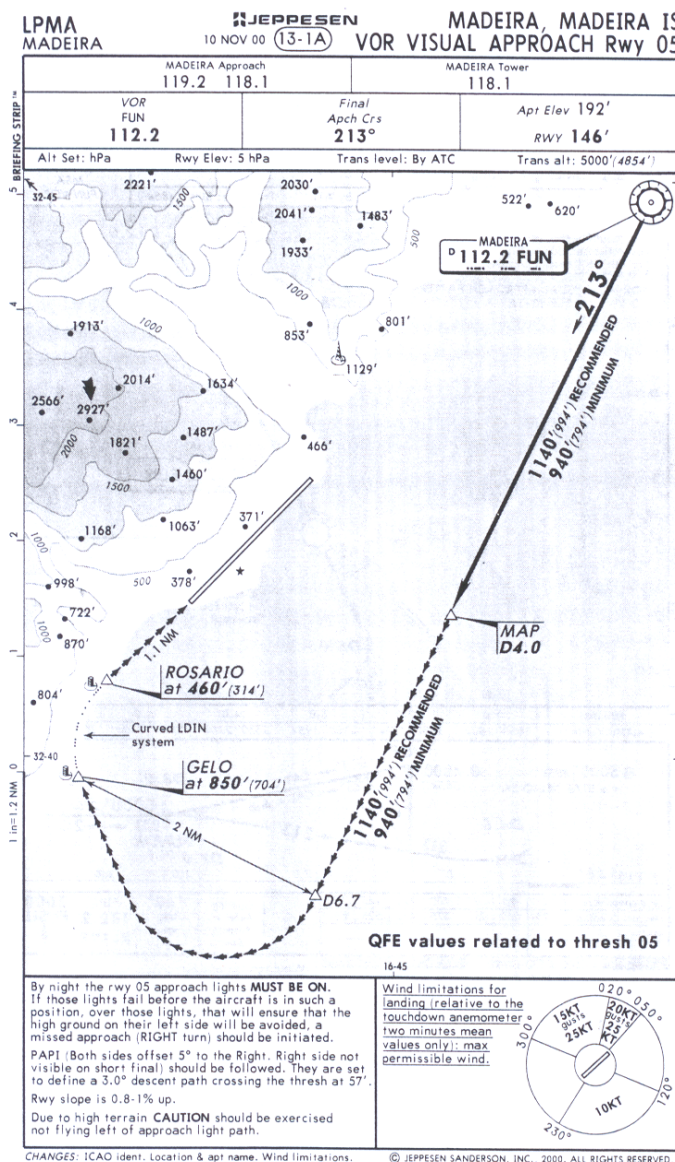 LPMA
MADEIRA
JEPPESEN
10 NOV 00 13-1A
MADEIRA, MADEIRA IS
VOR VISUAL APPROACH Rwy 05
BRIEFING STRIP™
MADEIRA Approach
119.2 118.1
MADEIRA Tower
118.1
VOR
FUN
112.2
Final
Apch Crs
213°
Apt Elev 192'
RWY 146'
Alt Set: hPa Rwy Elev: 5 hPa Trans level: By ATC Trans alt: 5000'(4854')
5
32-45
2221'
1500
2030'
2041'
1483'
1933'
500
522'
620'
MADEIRA
D 112.2 FUN
213°
4
1913'
1000
1000
853'
801'
1129'
2014'
1634'
2566'
2927'
3
2000
1821'
1487'
466'
1460'
1500
1140'(994') RECOMMENDED
940'(794') MINIMUM
1168'
1063'
371'
2
1000
500
378'
998'
722'
870'
1000
1.1 NM
MAP
D4.0
1
ROSARIO
at 460'(314')
804'
Curved LDIN
system
32-40
0
GELO
at 850'(704')
1140'(994') RECOMMENDED
940'(794') MINIMUM
2 NM
1 in=1.2 NM
D6.7
QFE values related to thresh 05
16-45
By night the rwy 05 approach lights MUST BE ON.
If those lights fail before the aircraft is in such a
position, over those lights, that will ensure that the
high ground on their left side will be avoided, a
missed approach (RIGHT turn) should be initiated.
PAPI (Both sides offset 5° to the Right. Right side not
visible on short final) should be followed. They are set
to define a 3.0° descent path crossing the thresh at 57'.
Rwy slope is 0.8-1% up.
Due to high terrain CAUTION should be exercised
not flying left of approach light path.
Wind limitations for
landing (relative to the
touchdown anemometer
two minutes mean
values only): max
permissible wind.
020°
050°
300°
15KT
gusts
25KT
20KT
gusts
25
KT
120°
10KT
230°
CHANGES: ICAO ident. Location & apt name. Wind limitations.
© JEPPESEN SANDERSON, INC., 2000. ALL RIGHTS RESERVED